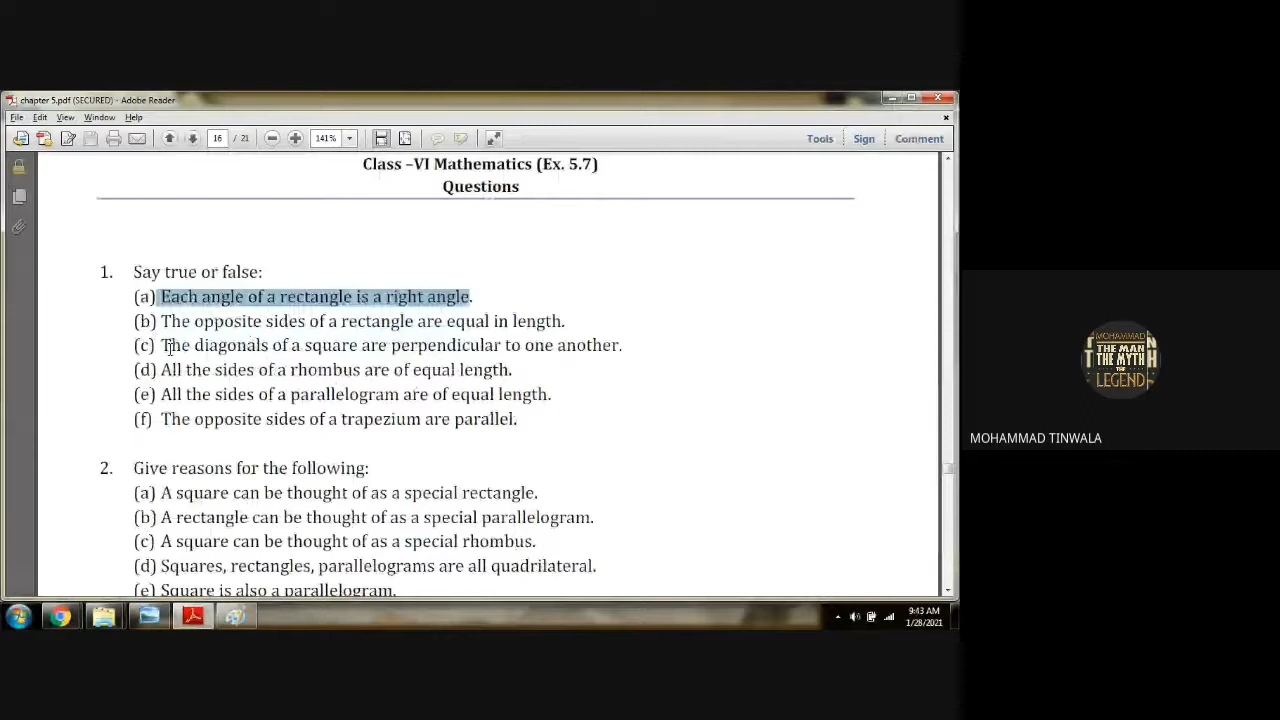 chapter 5.pdf (SECURED) - Adobe Reader
File Edit View Window Help
16 / 21 141% Tools Sign Comment
Class –VI Mathematics (Ex. 5.7)
Questions
1. Say true or false:
(a) Each angle of a rectangle is a right angle.
(b) The opposite sides of a rectangle are equal in length.
(c) The diagonals of a square are perpendicular to one another.
(d) All the sides of a rhombus are of equal length.
(e) All the sides of a parallelogram are of equal length.
(f) The opposite sides of a trapezium are parallel.
2. Give reasons for the following:
(a) A square can be thought of as a special rectangle.
(b) A rectangle can be thought of as a special parallelogram.
(c) A square can be thought of as a special rhombus.
(d) Squares, rectangles, parallelograms are all quadrilateral.
(e) Square is also a parallelogram.
9:43 AM
1/28/2021
MOHAMMAD
THE MAN
THE MYTH
THE
LEGEND
MOHAMMAD TINWALA